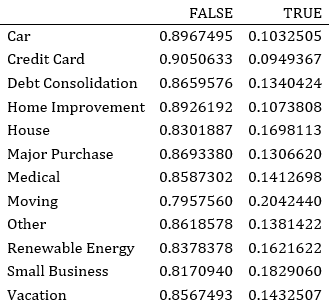 FALSE TRUE
Car 0.8967495 0.1032505
Credit Card 0.9050633 0.0949367
Debt Consolidation 0.8659576 0.1340424
Home Improvement 0.8926192 0.1073808
House 0.8301887 0.1698113
Major Purchase 0.8693380 0.1306620
Medical 0.8587302 0.1412698
Moving 0.7957560 0.2042440
Other 0.8618578 0.1381422
Renewable Energy 0.8378378 0.1621622
Small Business 0.8170940 0.1829060
Vacation 0.8567493 0.1432507